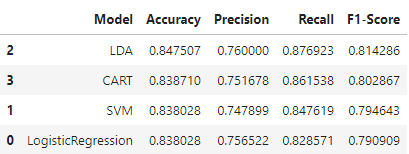 Model Accuracy Precision Recall F1-Score
2 LDA 0.847507 0.760000 0.876923 0.814286
3 CART 0.838710 0.751678 0.861538 0.802867
1 SVM 0.838028 0.747899 0.847619 0.794643
0 LogisticRegression 0.838028 0.756522 0.828571 0.790909